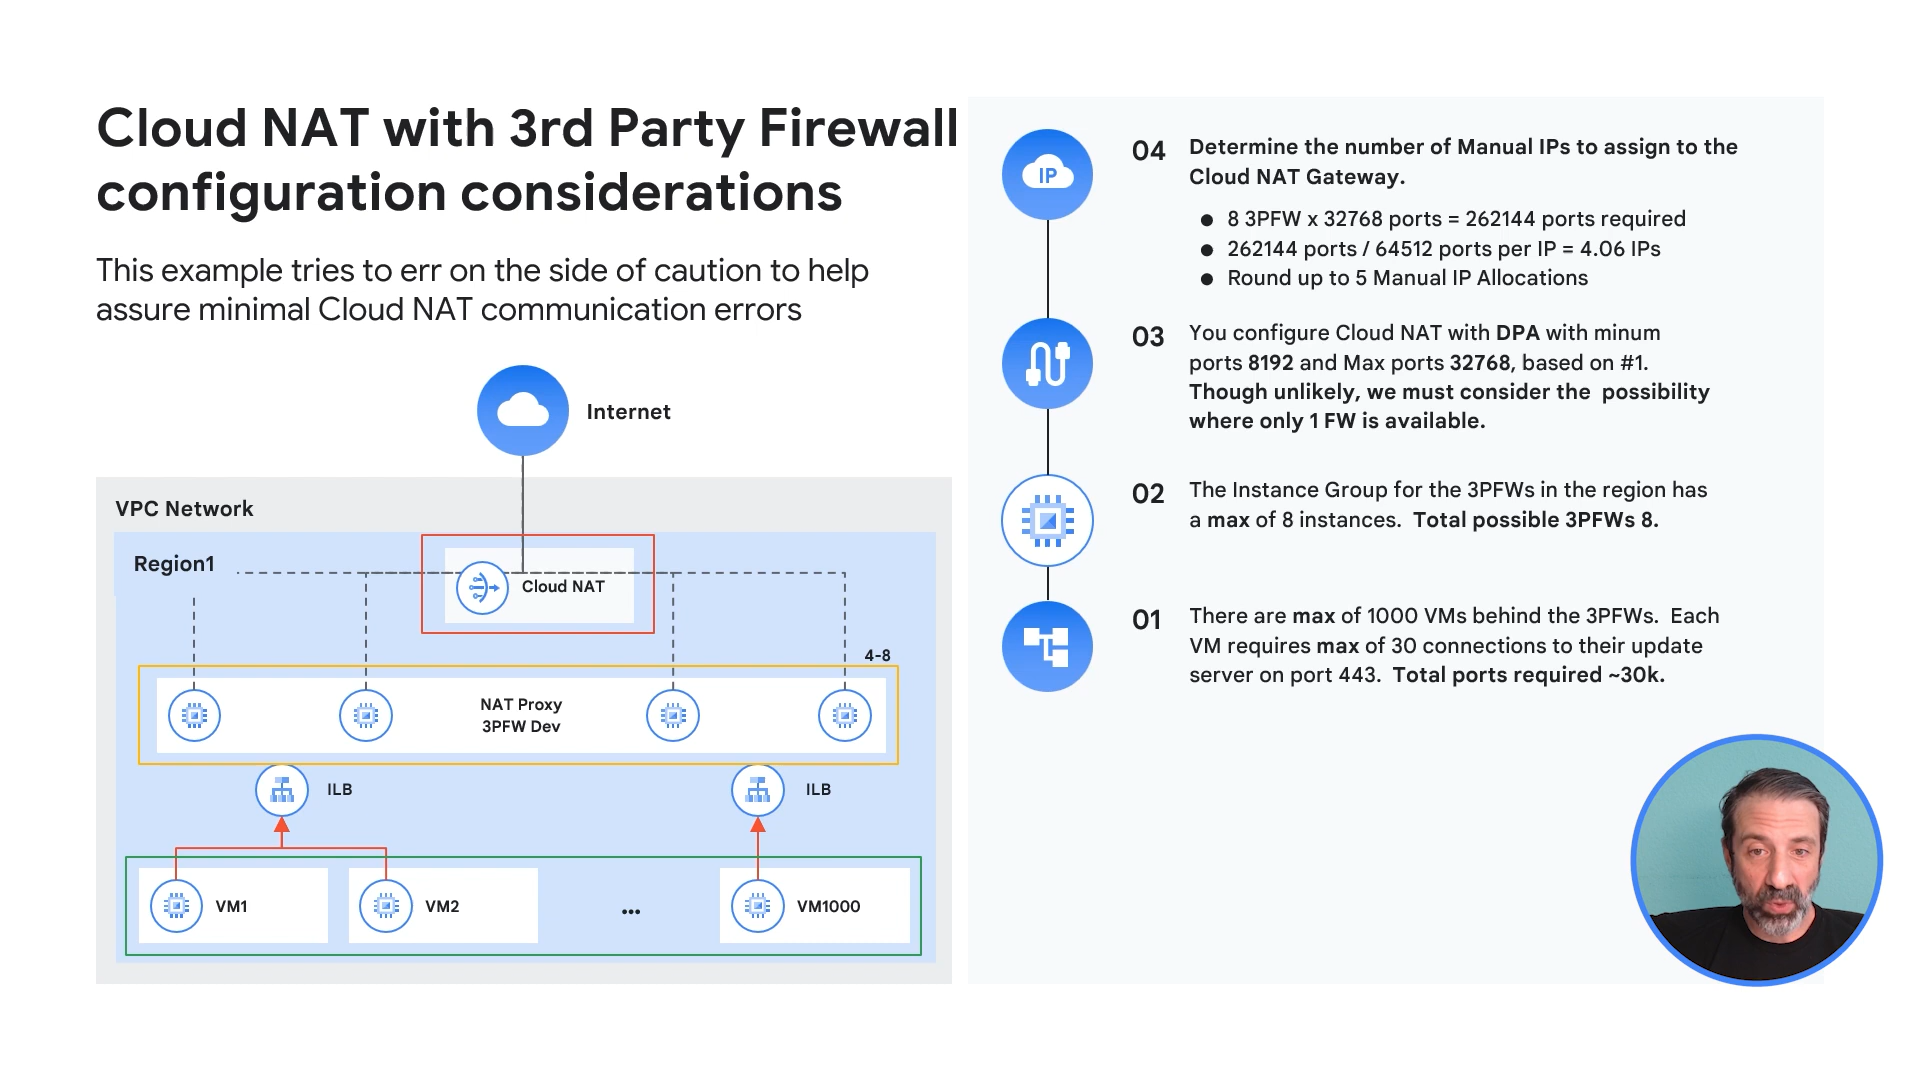 Cloud NAT with 3rd Party Firewall
configuration considerations
This example tries to err on the side of caution to help
assure minimal Cloud NAT communication errors
Internet
VPC Network
Region1
Cloud NAT
4-8
NAT Proxy
3PFW Dev
ILB
ILB
VM1
VM2
...
VM1000
IP
04 Determine the number of Manual IPs to assign to the
Cloud NAT Gateway.
● 8 3PFW x 32768 ports = 262144 ports required
● 262144 ports / 64512 ports per IP = 4.06 IPs
● Round up to 5 Manual IP Allocations
03 You configure Cloud NAT with DPA with minum
ports 8192 and Max ports 32768, based on #1.
Though unlikely, we must consider the possibility
where only 1 FW is available.
02 The Instance Group for the 3PFWs in the region has
a max of 8 instances. Total possible 3PFWs 8.
01 There are max of 1000 VMs behind the 3PFWs. Each
VM requires max of 30 connections to their update
server on port 443. Total ports required ~30k.